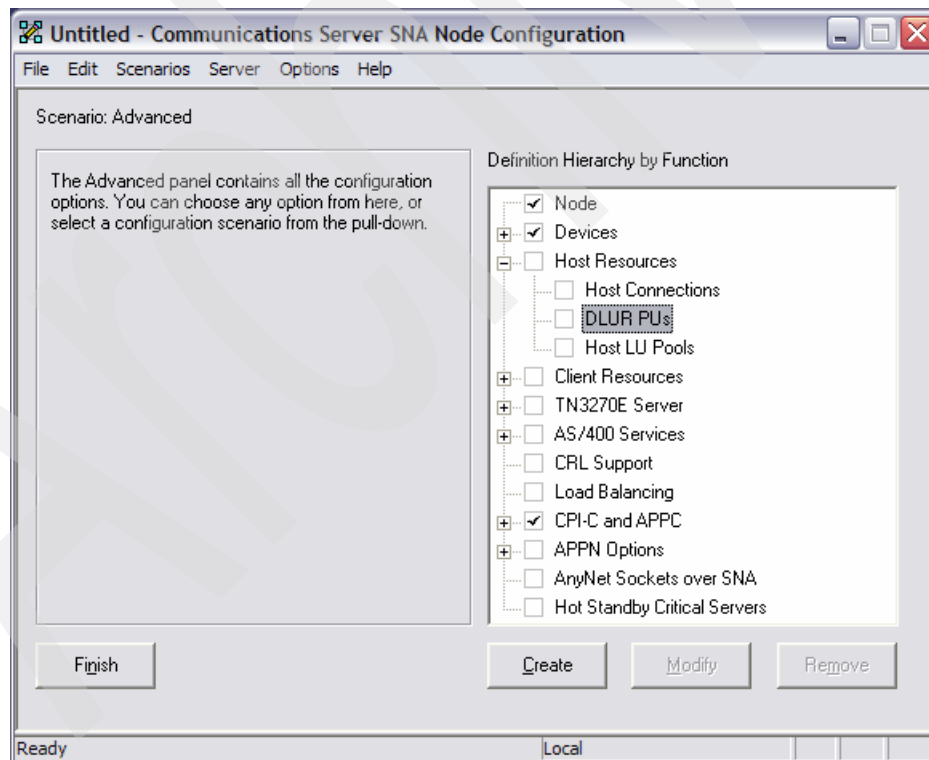 Untitled - Communications Server SNA Node Configuration
File Edit Scenarios Server Options Help
Scenario: Advanced
The Advanced panel contains all the configuration
options. You can choose any option from here, or
select a configuration scenario from the pull-down.
Definition Hierarchy by Function
Node
Devices
Host Resources
Host Connections
DLUR PUs
Host LU Pools
Client Resources
TN3270E Server
AS/400 Services
CRL Support
Load Balancing
CPI-C and APPC
APPN Options
AnyNet Sockets over SNA
Hot Standby Critical Servers
Finish
Create
Modify
Remove
Ready
Local